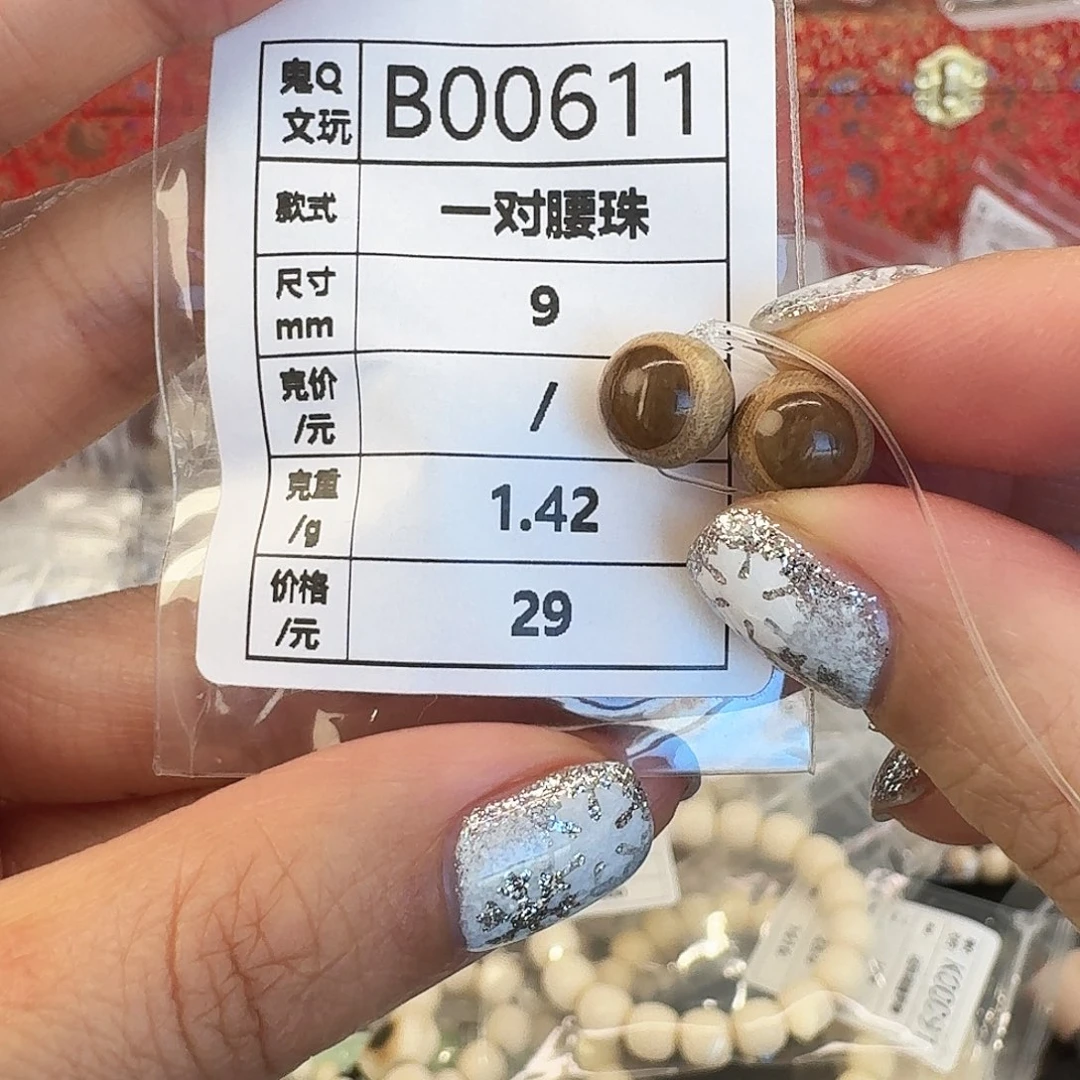 鬼Q
文玩
B00611
款式
一对腰珠
尺寸
mm
9
克价
/元
/
克重
/g
1.42
价格
/元
29